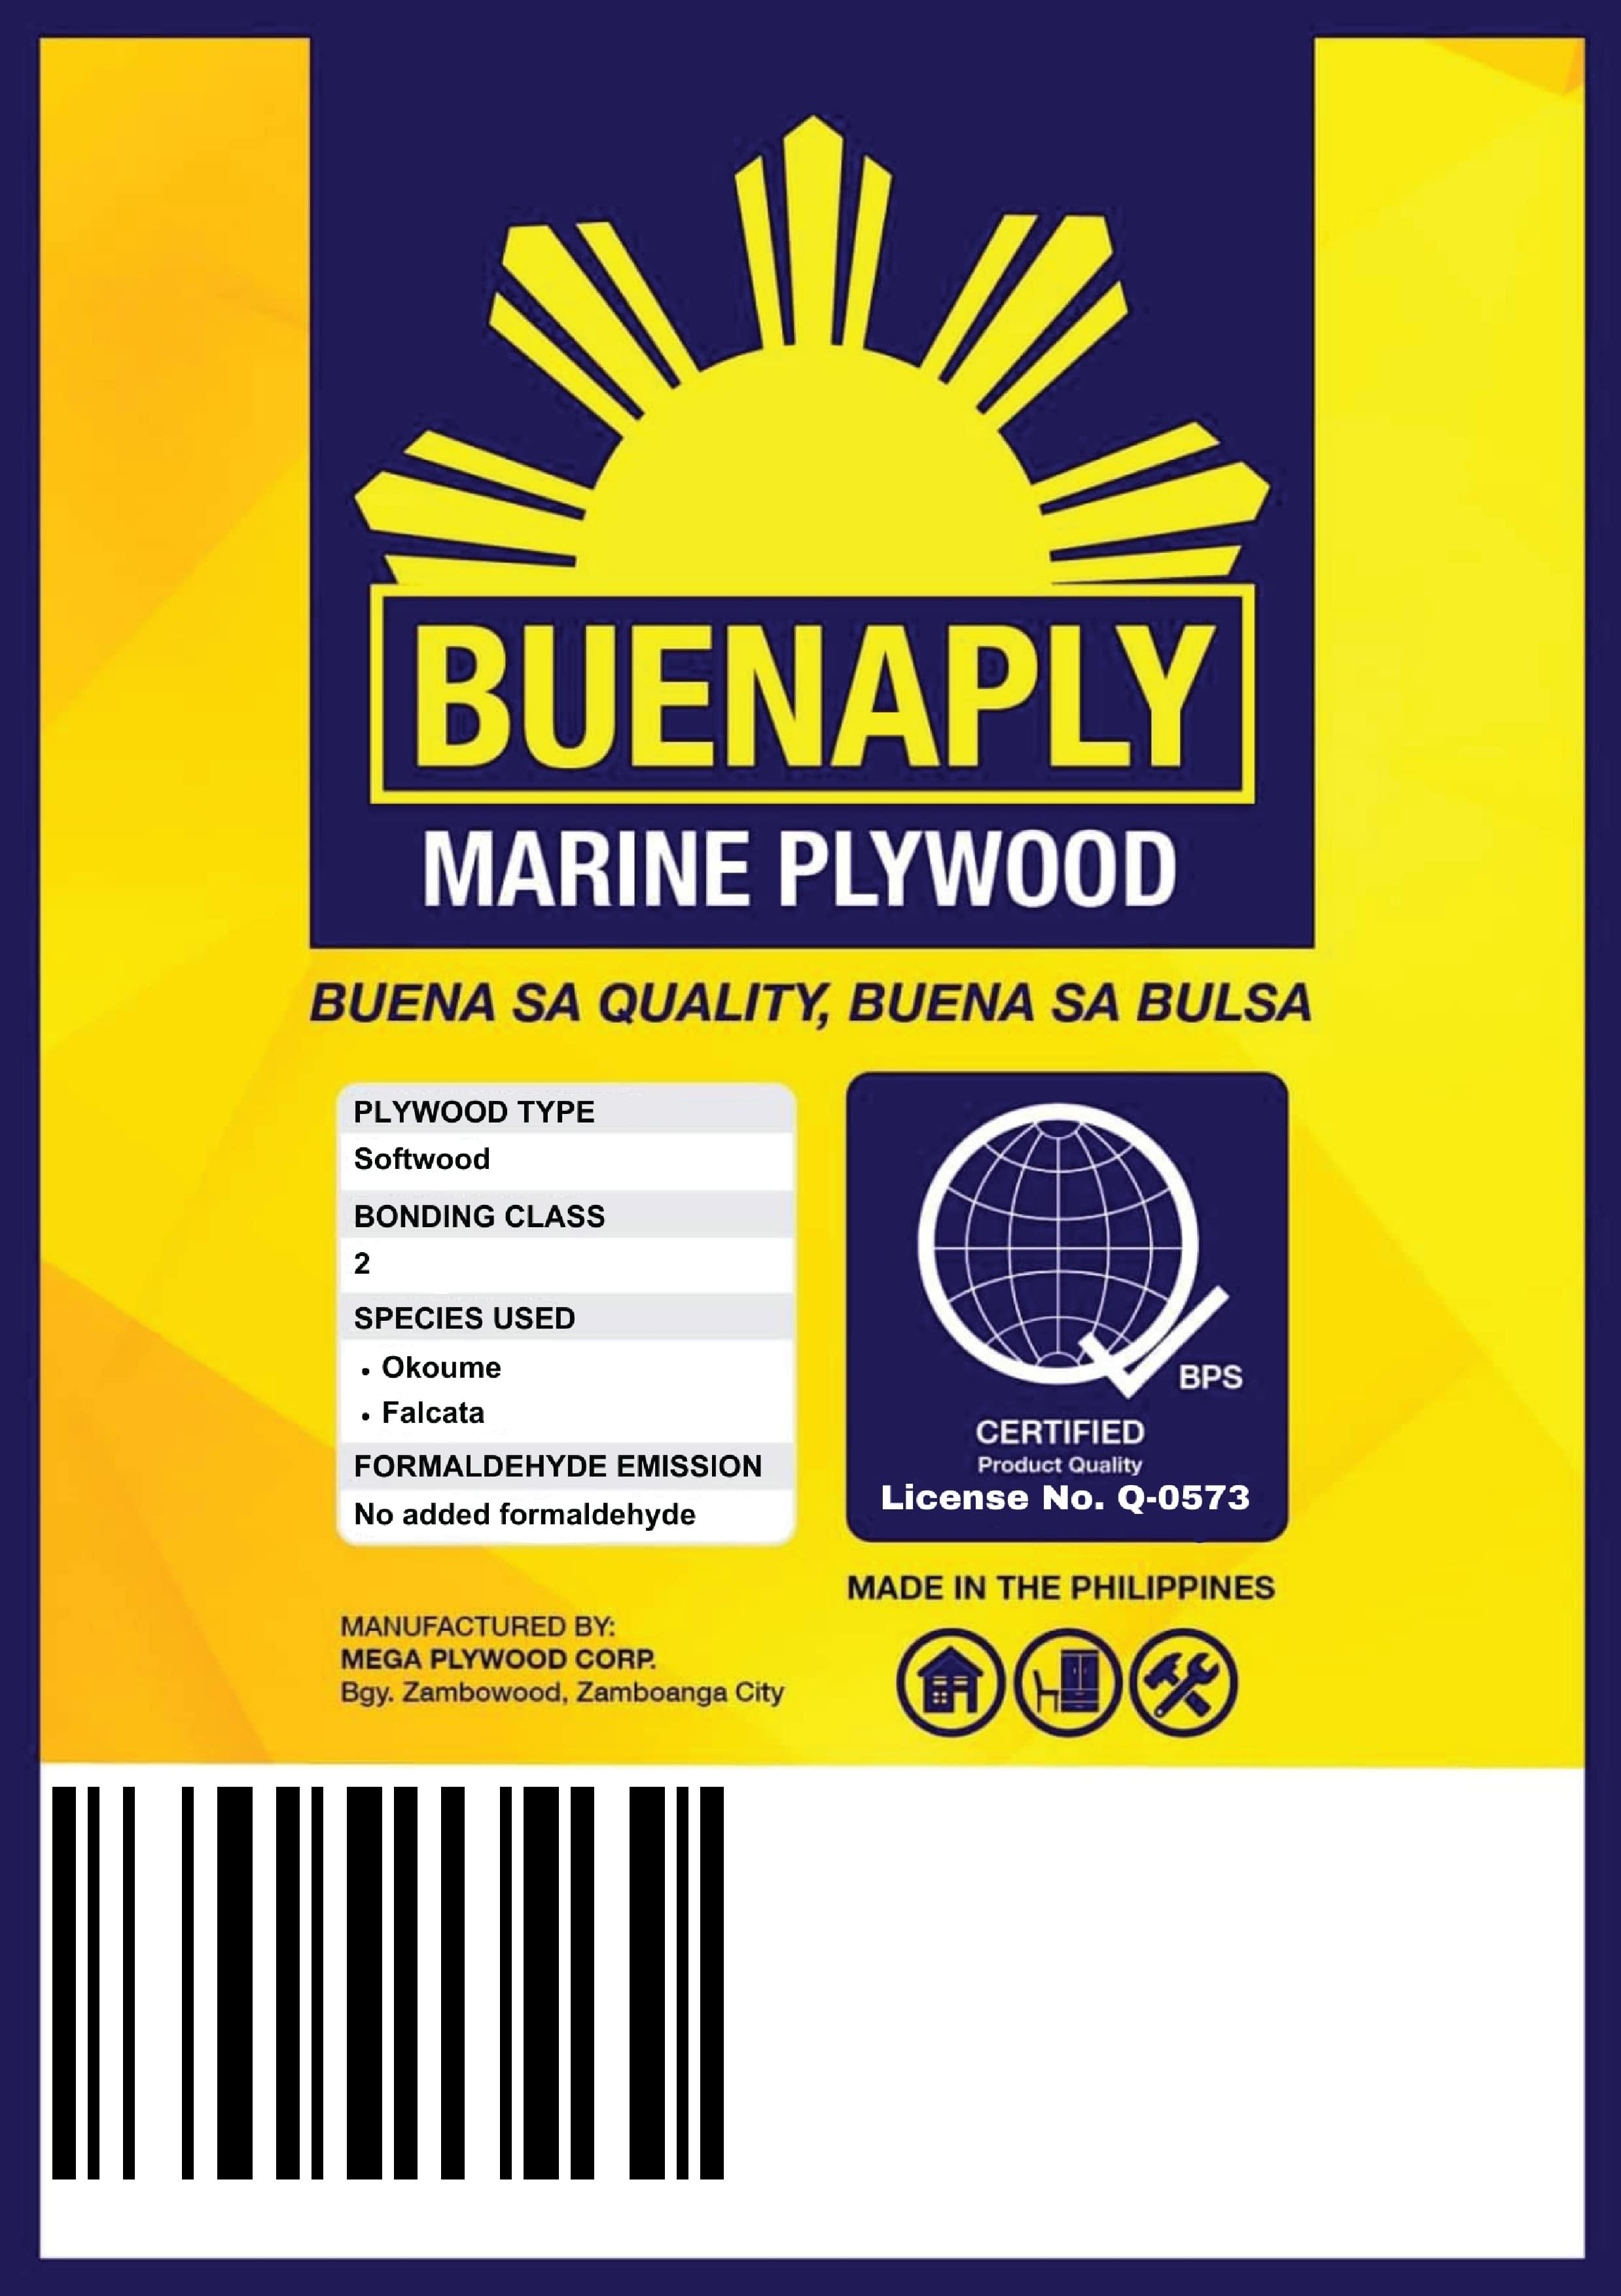 BUENAPLY
MARINE PLYWOOD
BUENA SA QUALITY, BUENA SA BULSA
PLYWOOD TYPE
Softwood
BONDING CLASS
2
SPECIES USED
• Okoume
• Falcata
FORMALDEHYDE EMISSION
No added formaldehyde
MANUFACTURED BY:
MEGA PLYWOOD CORP.
Bgy. Zambowood, Zamboanga City
BPS
CERTIFIED
Product Quality
License No. Q-0573
MADE IN THE PHILIPPINES